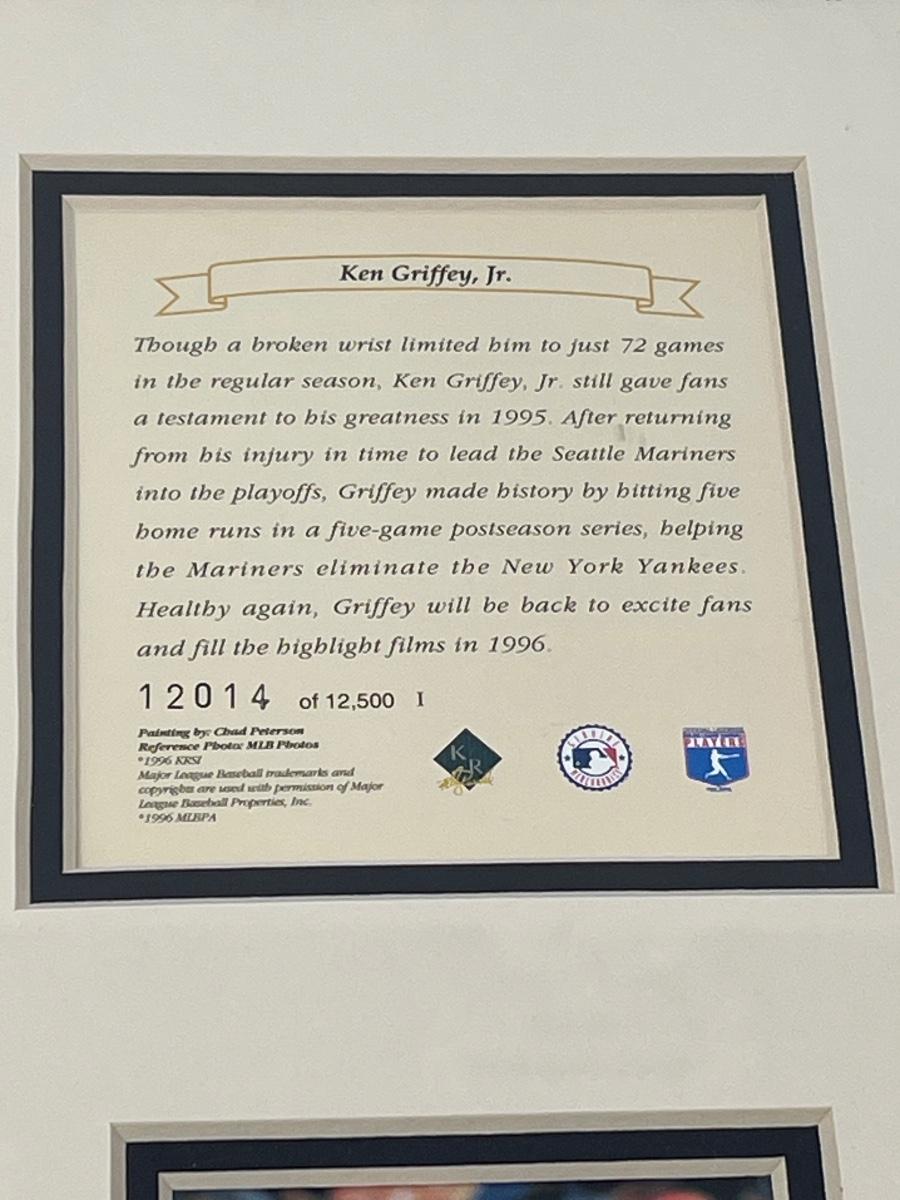 Ken Griffey, Jr.
Though a broken wrist limited him to just 72 games
in the regular season, Ken Griffey, Jr. still gave fans
a testament to his greatness in 1995. After returning
from his injury in time to lead the Seattle Mariners
into the playoffs, Griffey made history by hitting five
home runs in a five-game postseason series, helping
the Mariners eliminate the New York Yankees.
Healthy again, Griffey will be back to excite fans
and fill the highlight films in 1996.
12014 of 12,500 I
Painting by: Chad Peterson
Reference Photo: MLB Photos
©1996 KRSI
Major League Baseball trademarks and
copyrights are used with permission of Major
League Baseball Properties, Inc.
©1996 MLBPA
K
R
GENUINE
MERCHANDISE
PLAYERS